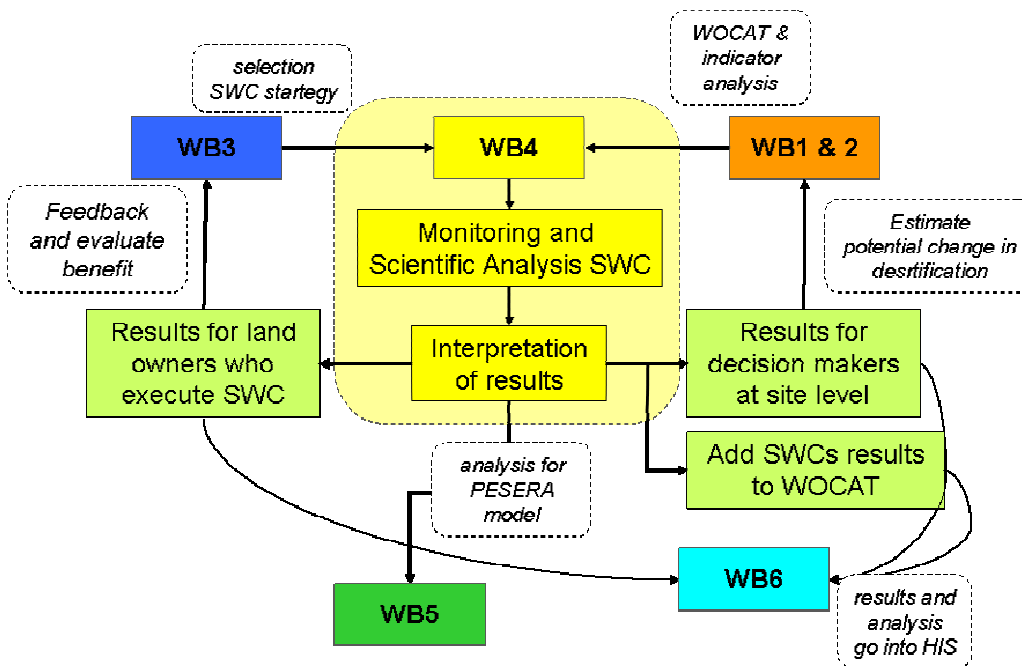 selection
SWC startegy
WOCAT &
indicator
analysis
WB3
WB4
WB1 & 2
Feedback
and evaluate
benefit
Monitoring and
Scientific Analysis SWC
Estimate
potential change in
desrtification
Results for land
owners who
execute SWC
Interpretation
of results
Results for
decision makers
at site level
analysis for
PESERA
model
Add SWCs results
to WOCAT
WB5
WB6
results and
analysis
go into HIS